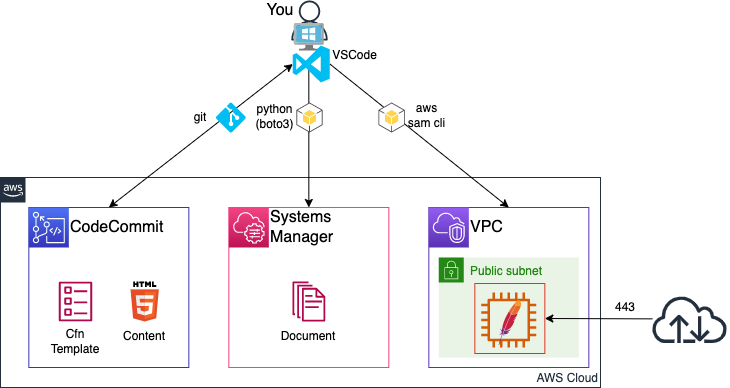 You
VSCode
git
python
(boto3)
aws
sam cli
aws
CodeCommit
Systems
Manager
VPC
Public subnet
HTML
5
Cfn
Template
Content
Document
443
AWS Cloud